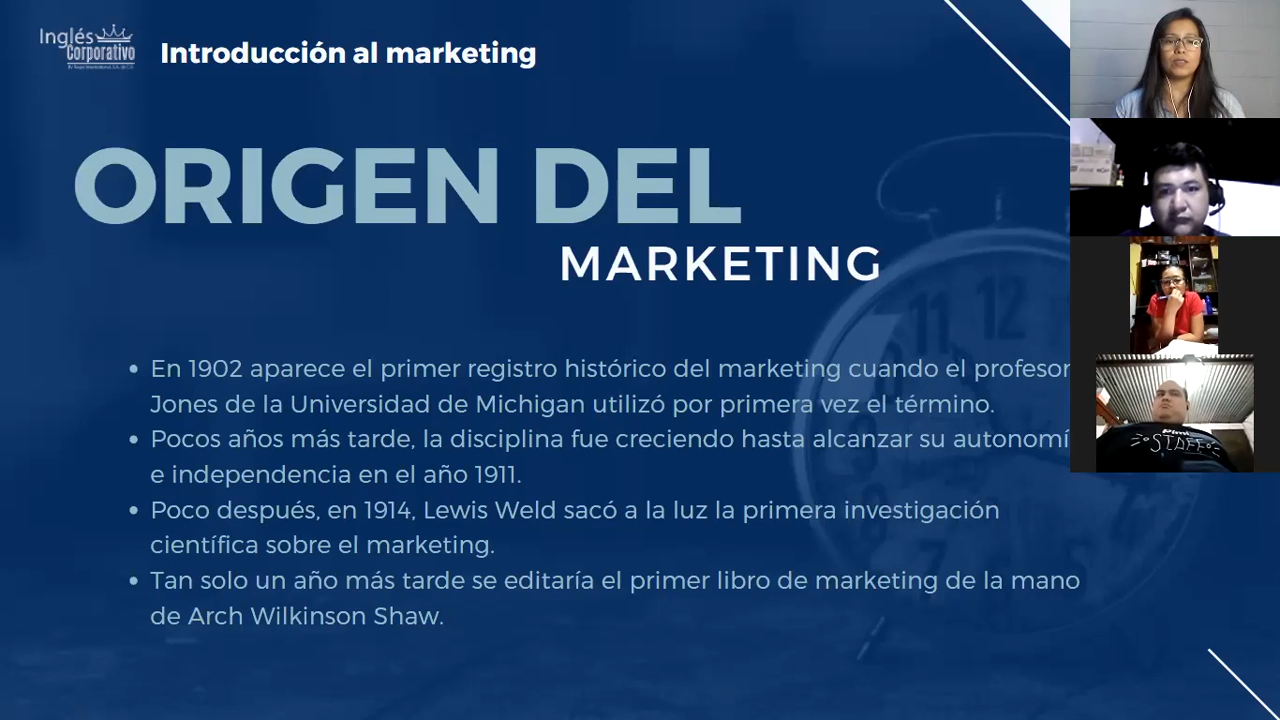 Inglés
Corporativo
Introducción al marketing
ORIGEN DEL
MARKETING
• En 1902 aparece el primer registro histórico del marketing cuando el profesor
Jones de la Universidad de Michigan utilizó por primera vez el término.
• Pocos años más tarde, la disciplina fue creciendo hasta alcanzar su autonomí
e independencia en el año 1911.
• Poco después, en 1914, Lewis Weld sacó a la luz la primera investigación
científica sobre el marketing.
• Tan solo un año más tarde se editaría el primer libro de marketing de la mano
de Arch Wilkinson Shaw.
11 12
7
STAFF